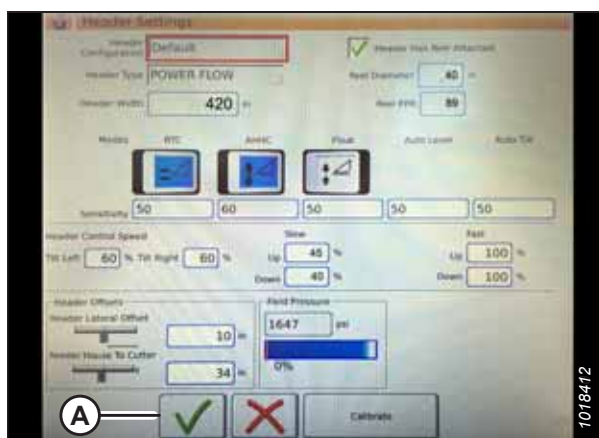 Header Settings
Header Configuration Default
Header Has Reel Attached
Header Type POWER FLOW
Reel Diameter 40 in
Header Width 420 in
Reel PPR 89
Modes RTC AHHC Float Auto Level Auto Tilt
Sensitivity 50 60 50 50 50
Header Control Speed
Slow
Fast
Tilt Left 60 % Tilt Right 60 %
Up 45 %
Up 100 %
Down 40 %
Down 100 %
Header Offsets
Header Lateral Offset
10 in
Feeder House To Cutter
34 in
Field Pressure
1647 psi
0%
A
Calibrate
1018412